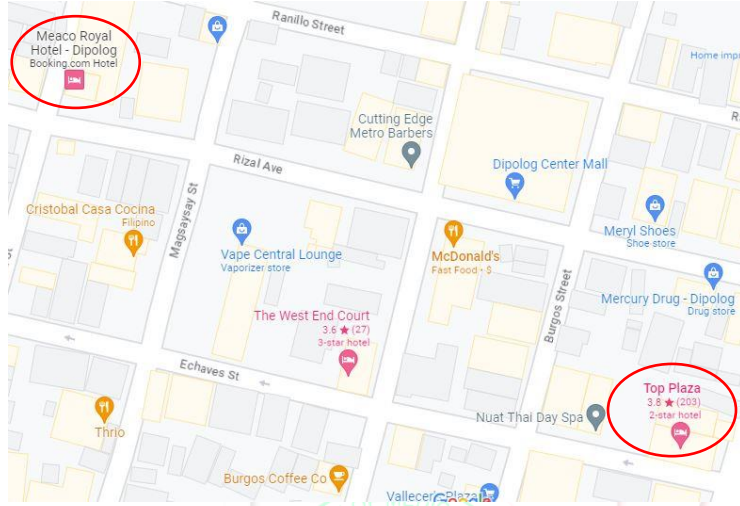 Ranillo Street
Meaco Royal
Hotel - Dipolog
Booking.com Hotel
Home impr
R
Cutting Edge
Metro Barbers
Rizal Ave
Dipolog Center Mall
Magsaysay St
Cristobal Casa Cocina
Filipino
Meryl Shoes
Shoe store
Vape Central Lounge
Vaporizer store
McDonald's
Fast Food • $
St
Burgos Street
Mercury Drug - Dipolog
Drug store
The West End Court
3.6 ★ (27)
3-star hotel
Echaves St
Top Plaza
3.8 ★ (203)
2-star hotel
Nuat Thai Day Spa
Thrio
Burgos Coffee Co
Google